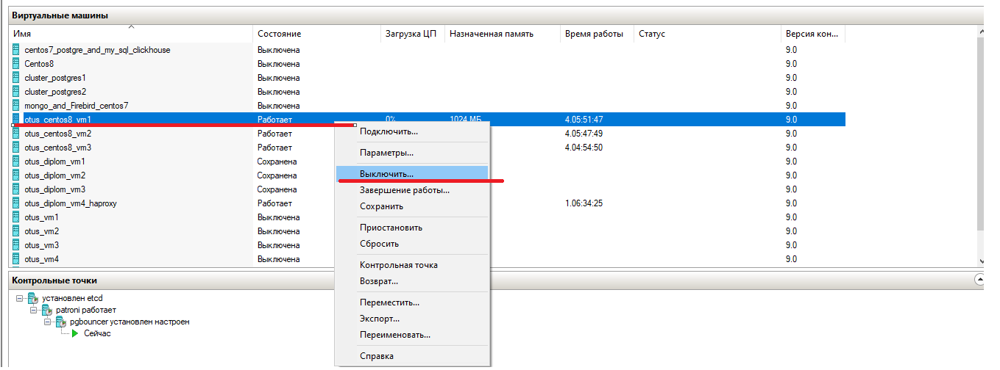 Виртуальные машины
Имя Состояние Загрузка ЦП Назначенная память Время работы Статус Версия кон...
centos7_postgre_and_my_sql_clickhouse Выключена 9.0
Centos8 Выключена 9.0
cluster_postgres1 Выключена 9.0
cluster_postgres2 Выключена 9.0
mongo_and_Firebird_centos7 Выключена 9.0
otus_centos8_vm1 Работает 0% 1024 МБ 4.05:51:47 9.0
otus_centos8_vm2 Работает 4.05:47:49 9.0
otus_centos8_vm3 Работает 4.04:54:50 9.0
otus_diplom_vm1 Сохранена 9.0
otus_diplom_vm2 Сохранена 9.0
otus_diplom_vm3 Сохранена 9.0
otus_diplom_vm4_haproxy Работает 1.06:34:25 9.0
otus_vm1 Выключена 9.0
otus_vm2 Выключена 9.0
otus_vm3 Выключена 9.0
otus_vm4 Выключена 9.0
Подключить...
Параметры...
Выключить...
Завершение работы...
Сохранить
Приостановить
Сбросить
Контрольная точка
Возврат...
Переместить...
Экспорт...
Переименовать...
Справка
Контрольные точки
установлен etcd
patroni работает
pgbouncer установлен настроен
Сейчас